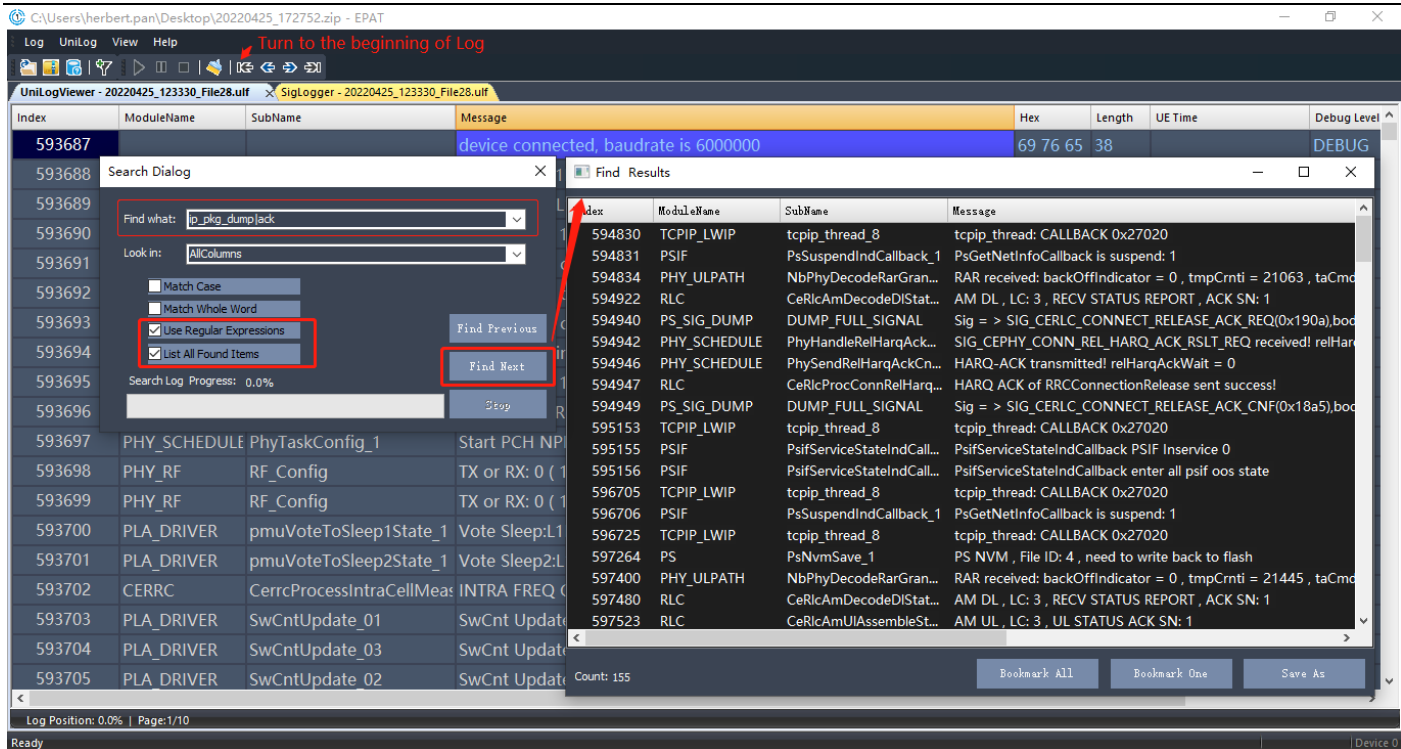 C:\Users\herbert.pan\Desktop\20220425_172752.zip - EPAT
Log UniLog View Help
Turn to the beginning of Log
UniLogViewer - 20220425_123330_File28.ulf
SigLogger - 20220425_123330_File28.ulf
Index ModuleName SubName Message Hex Length UE Time Debug Level
593687 device connected, baudrate is 6000000 69 76 65 38 DEBUG
593688
593689
593690
593691
593692
593693
593694
593695
593696
593697 PHY_SCHEDULE PhyTaskConfig_1 Start PCH NP
593698 PHY_RF RF_Config TX or RX: 0 ( 1
593699 PHY_RF RF_Config TX or RX: 0 ( 1
593700 PLA_DRIVER pmuVoteToSleep1State_1 Vote Sleep:L1
593701 PLA_DRIVER pmuVoteToSleep2State_1 Vote Sleep2:L
593702 CERRC CerrcProcessIntraCellMeas INTRA FREQ
593703 PLA_DRIVER SwCntUpdate_01 SwCnt Updat
593704 PLA_DRIVER SwCntUpdate_03 SwCnt Updat
593705 PLA_DRIVER SwCntUpdate_02 SwCnt Updat
Search Dialog
Find what: ip_pkg_dump|ack
Look in: AllColumns
Match Case
Match Whole Word
Use Regular Expressions
List All Found Items
Find Previous
Find Next
Search Log Progress: 0.0%
Stop
Find Results
ndex ModuleName SubName Message
594830 TCPIP_LWIP tcpip_thread_8 tcpip_thread: CALLBACK 0x27020
594831 PSIF PsSuspendIndCallback_1 PsGetNetInfoCallback is suspend: 1
594834 PHY_ULPATH NbPhyDecodeRarGran... RAR received: backOffIndicator = 0 , tmpCrnti = 21063 , taCmd
594922 RLC CeRlcAmDecodeDlStat... AM DL , LC: 3 , RECV STATUS REPORT , ACK SN: 1
594940 PS_SIG_DUMP DUMP_FULL_SIGNAL Sig = > SIG_CERLC_CONNECT_RELEASE_ACK_REQ(0x190a),bod
594942 PHY_SCHEDULE PhyHandleRelHarqAck... SIG_CEPHY_CONN_REL_HARQ_ACK_RSLT_REQ received! relHar
594946 PHY_SCHEDULE PhySendRelHarqAckCn... HARQ-ACK transmitted! relHarqAckWait = 0
594947 RLC CeRlcProcConnRelHarq... HARQ ACK of RRCConnectionRelease sent success!
594949 PS_SIG_DUMP DUMP_FULL_SIGNAL Sig = > SIG_CERLC_CONNECT_RELEASE_ACK_CNF(0x18a5),boc
595153 TCPIP_LWIP tcpip_thread_8 tcpip_thread: CALLBACK 0x27020
595155 PSIF PsifServiceStateIndCall... PsifServiceStateIndCallback PSIF Inservice 0
595156 PSIF PsifServiceStateIndCall... PsifServiceStateIndCallback enter all psif oos state
596705 TCPIP_LWIP tcpip_thread_8 tcpip_thread: CALLBACK 0x27020
596706 PSIF PsSuspendIndCallback_1 PsGetNetInfoCallback is suspend: 1
596725 TCPIP_LWIP tcpip_thread_8 tcpip_thread: CALLBACK 0x27020
597264 PS PsNvmSave_1 PS NVM , File ID: 4 , need to write back to flash
597400 PHY_ULPATH NbPhyDecodeRarGran... RAR received: backOffIndicator = 0 , tmpCrnti = 21445 , taCmd
597480 RLC CeRlcAmDecodeDlStat... AM DL , LC: 3 , RECV STATUS REPORT , ACK SN: 1
597523 RLC CeRlcAmUlAssembleSt... AM UL , LC: 3 , UL STATUS ACK SN: 1
Count: 155
Bookmark All
Bookmark One
Save As
Log Position: 0.0% | Page:1/10
Ready
Device 0